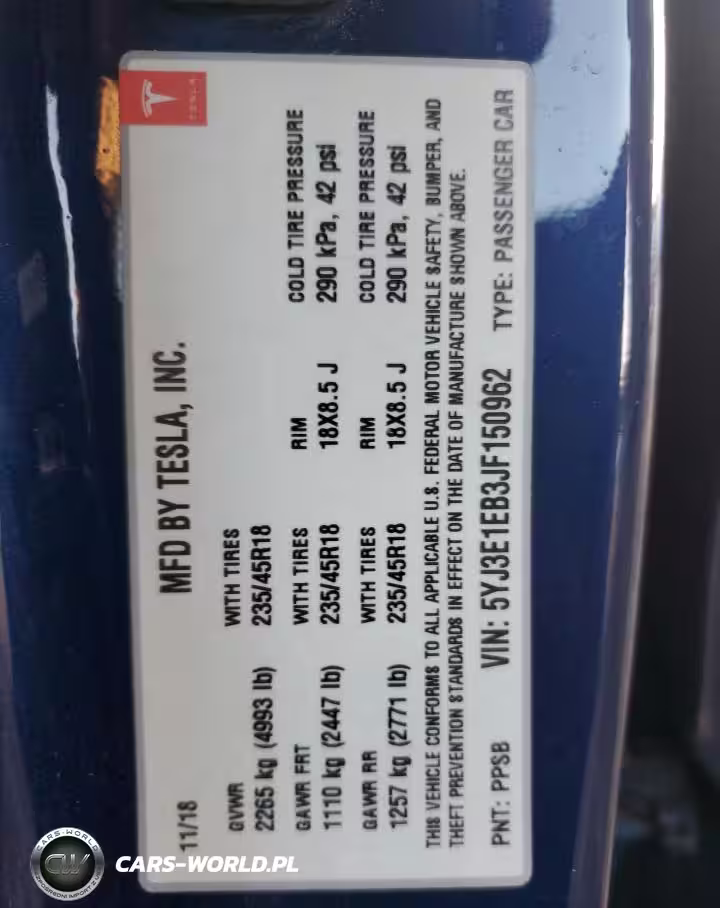 TESLA
MFD BY TESLA, INC.
11/18
GVWR WITH TIRES
2265 kg (4993 lb) 235/45R18
GAWR FRT WITH TIRES RIM COLD TIRE PRESSURE
1110 kg (2447 lb) 235/45R18 18X8.5 J 290 kPa, 42 psi
GAWR RR WITH TIRES RIM COLD TIRE PRESSURE
1257 kg (2771 lb) 235/45R18 18X8.5 J 290 kPa, 42 psi
THIS VEHICLE CONFORMS TO ALL APPLICABLE U.S. FEDERAL MOTOR VEHICLE SAFETY, BUMPER, AND
THEFT PREVENTION STANDARDS IN EFFECT ON THE DATE OF MANUFACTURE SHOWN ABOVE.
PNT: PPSB VIN: 5YJ3E1EB3JF150962 TYPE: PASSENGER CAR
CARS-WORLD
CW
CARS-WORLD.PL